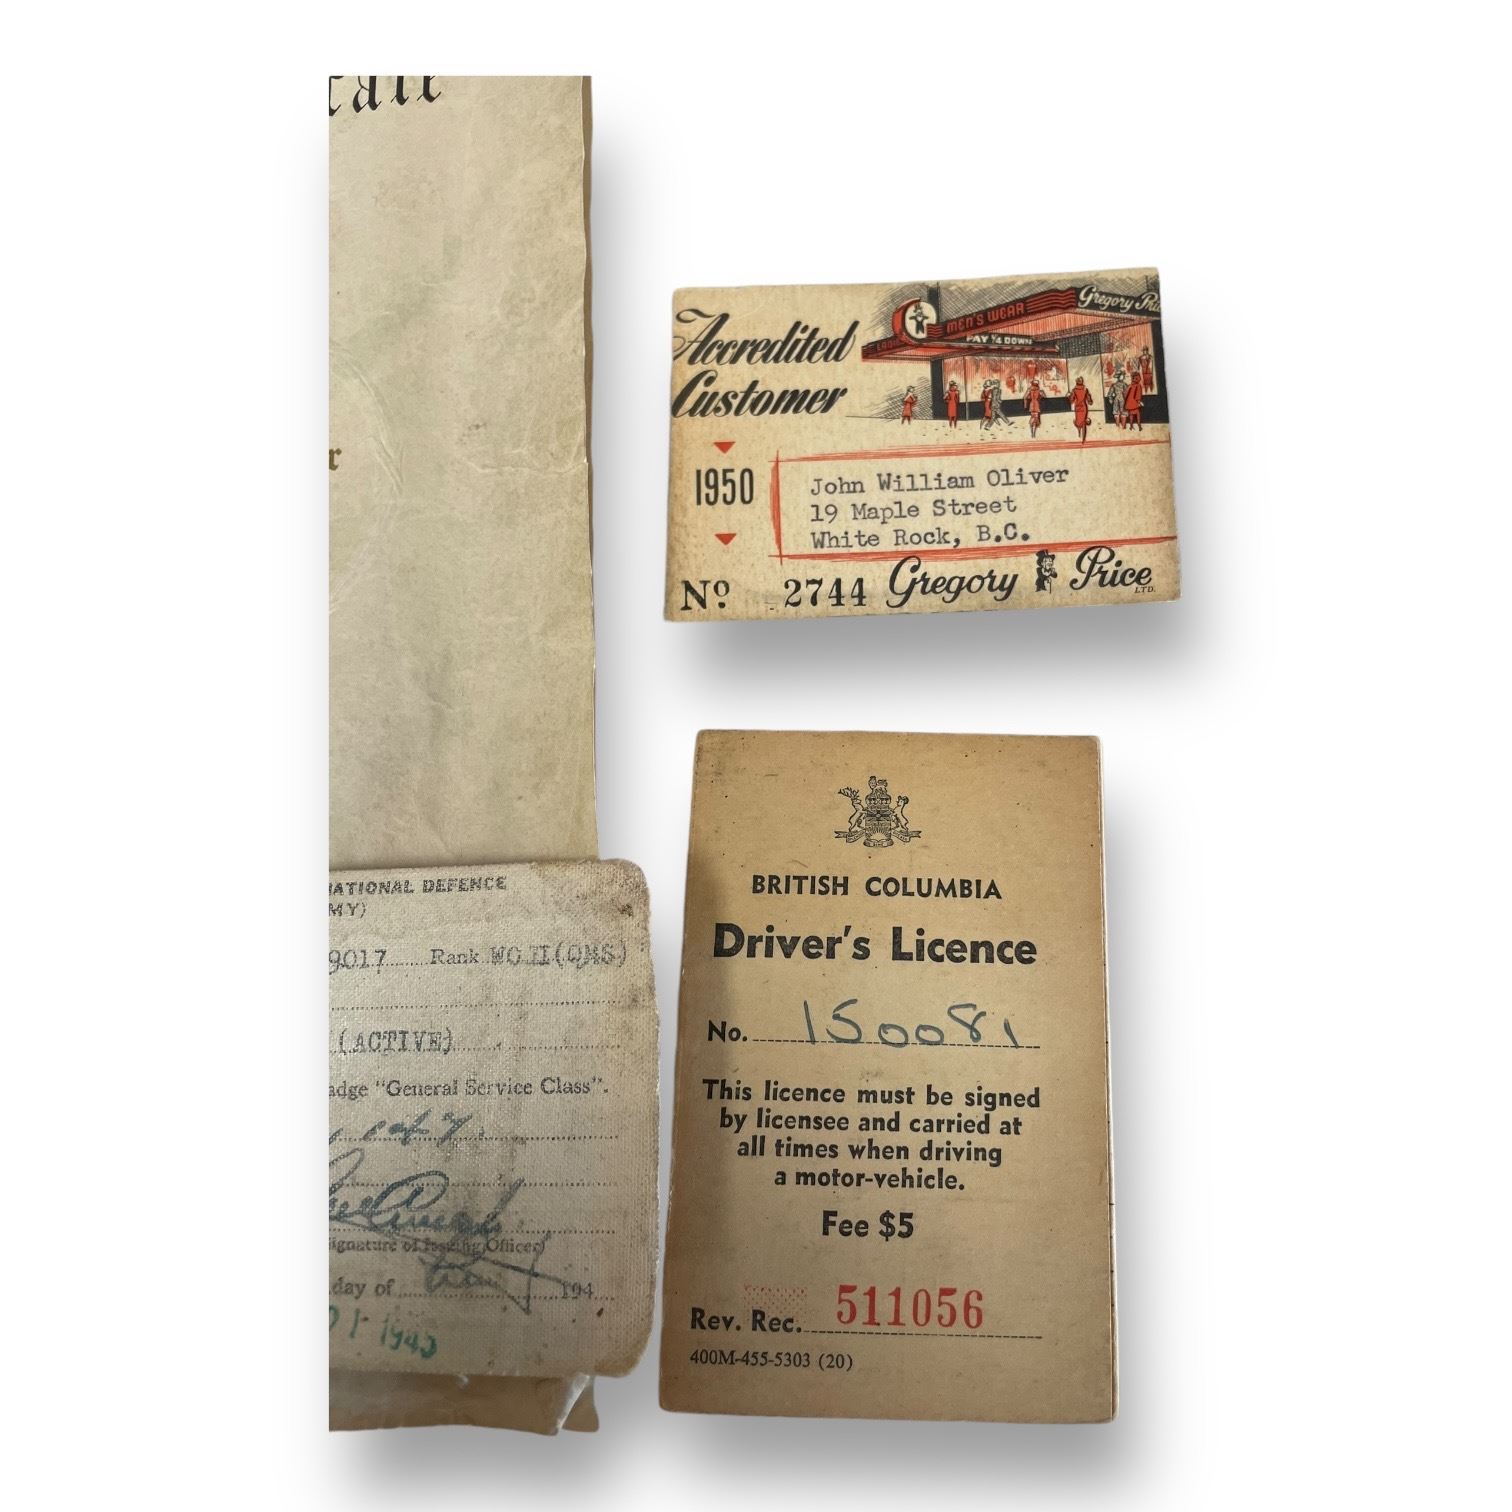 Accredited
Customer
MEN'S WEAR
Gregory
PAY ¼ DOWN
1950
John William Oliver
19 Maple Street
White Rock, B.C.
Nº 2744 Gregory Price
LTD.
NATIONAL DEFENCE
MY)
9017 Rank WO II(QMS)
(ACTIVE)
adge "General Service Class".
ignature of Issuing Officer)
day of 194
1945
BRITISH COLUMBIA
Driver's Licence
No. 150081
This licence must be signed
by licensee and carried at
all times when driving
a motor-vehicle.
Fee $5
Rev. Rec. 511056
400M-455-5303 (20)